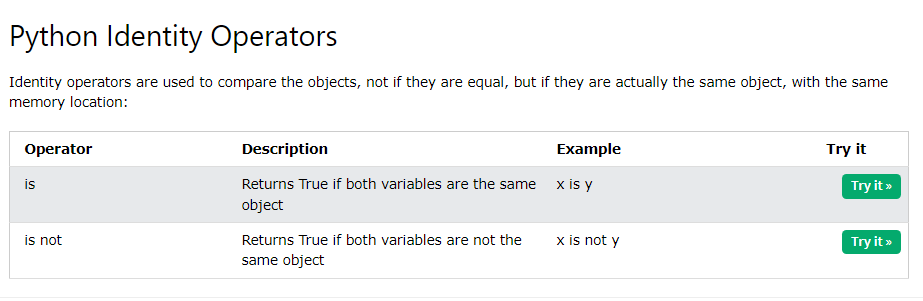 Python Identity Operators
Identity operators are used to compare the objects, not if they are equal, but if they are actually the same object, with the same
memory location:
Operator Description Example Try it
is Returns True if both variables are the same x is y Try it »
object
is not Returns True if both variables are not the x is not y Try it »
same object